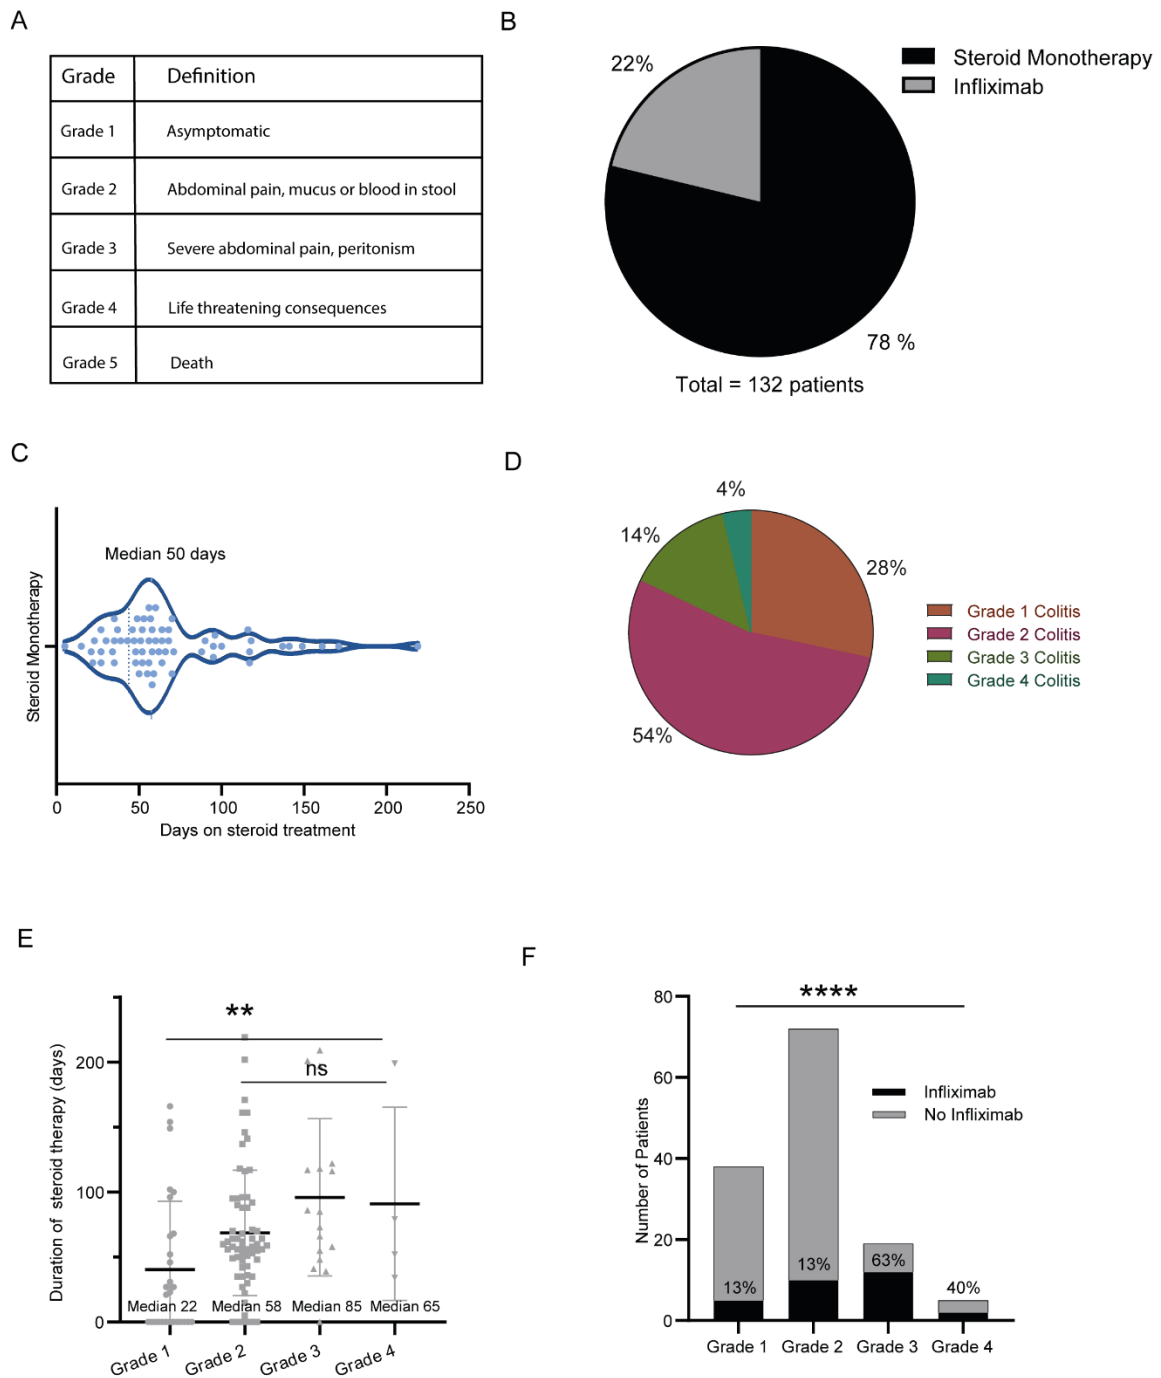 A
Grade Definition
Grade 1 Asymptomatic
Grade 2 Abdominal pain, mucus or blood in stool
Grade 3 Severe abdominal pain, peritonism
Grade 4 Life threatening consequences
Grade 5 Death
B
22%
Steroid Monotherapy
Infliximab
78 %
Total = 132 patients
C
Median 50 days
Steroid Monotherapy
0 50 100 150 200 250
Days on steroid treatment
D
4%
14%
28%
54%
Grade 1 Colitis
Grade 2 Colitis
Grade 3 Colitis
Grade 4 Colitis
E
**
ns
Duration of steroid therapy (days)
200
100
0
Median 22 Median 58 Median 85 Median 65
Grade 1 Grade 2 Grade 3 Grade 4
F
****
Number of Patients
80
60
40
20
0
Infliximab
No Infliximab
13% 13% 63% 40%
Grade 1 Grade 2 Grade 3 Grade 4